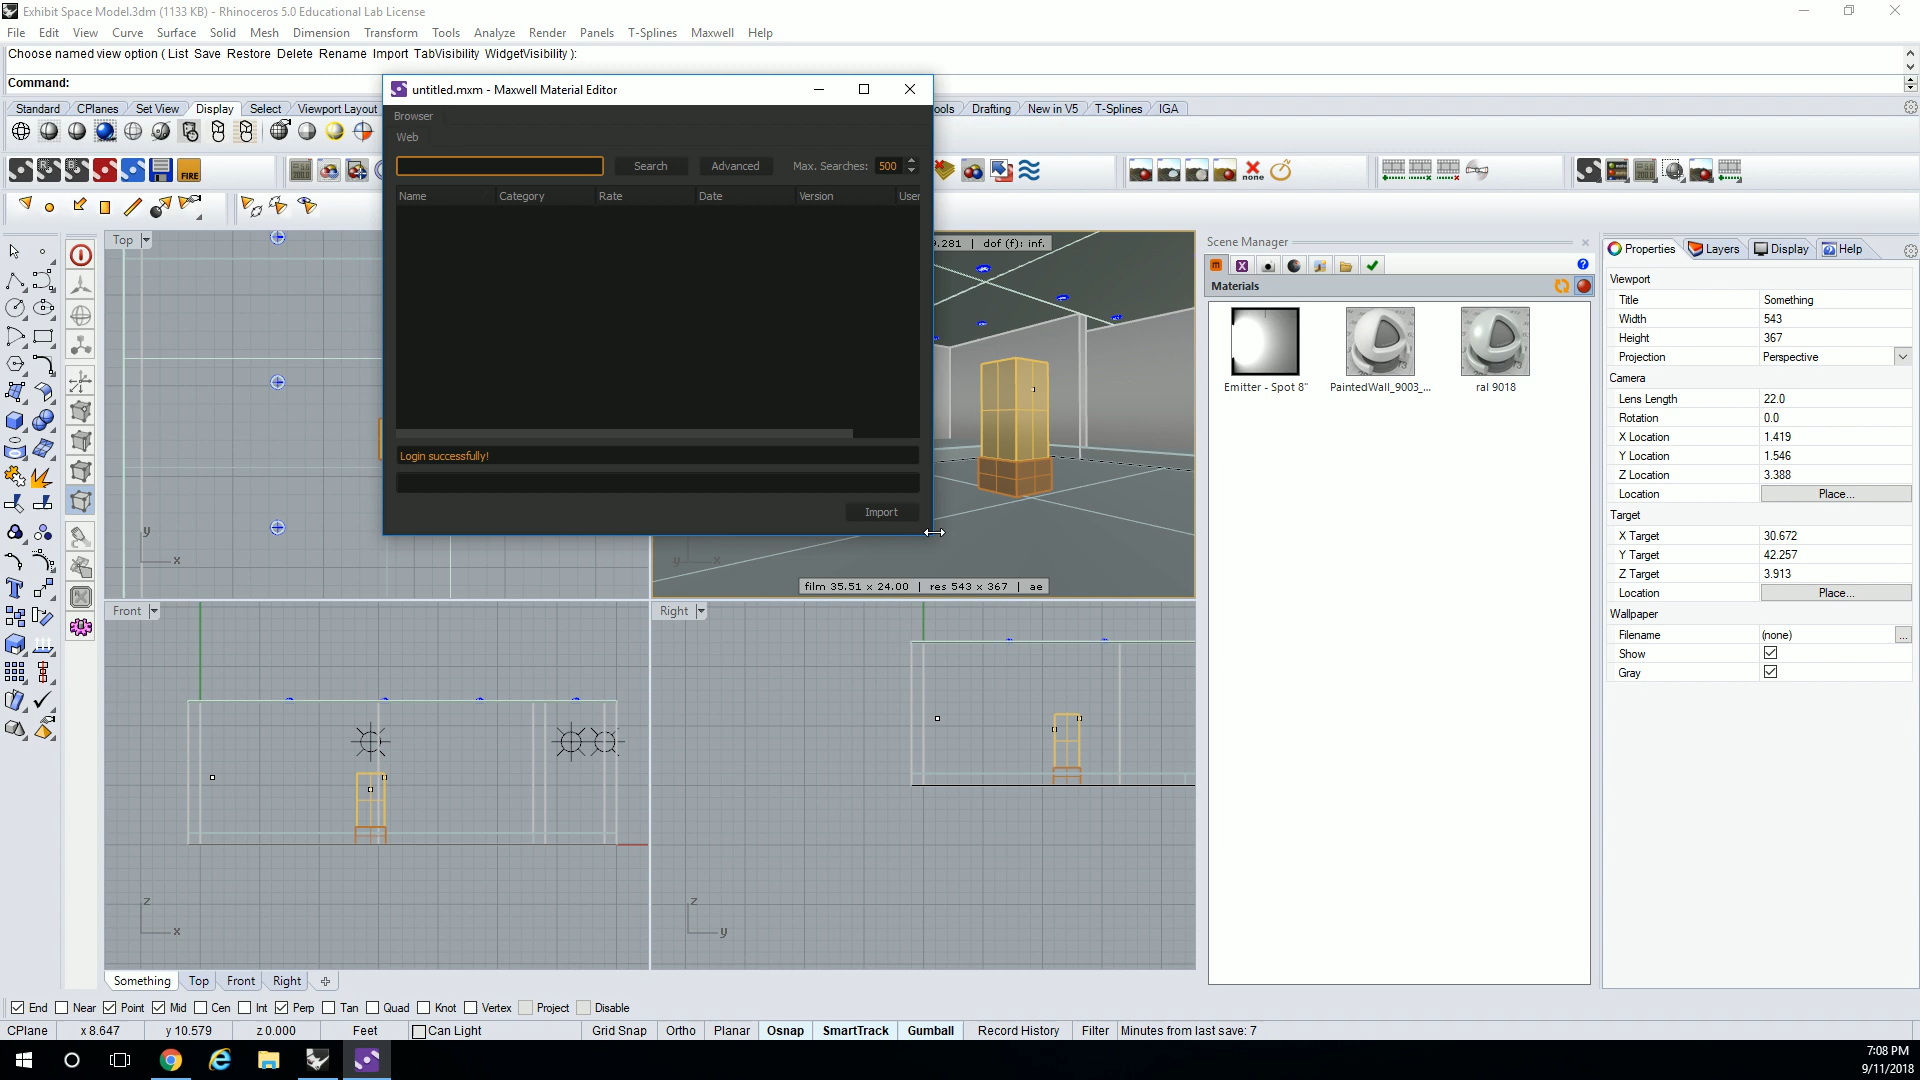 Exhibit Space Model.3dm (1133 KB) - Rhinoceros 5.0 Educational Lab License
File Edit View Curve Surface Solid Mesh Dimension Transform Tools Analyze Render Panels T-Splines Maxwell Help
Choose named view option ( List Save Restore Delete Rename Import TabVisibility WidgetVisibility ):
Command:
Standard CPlanes Set View Display Select Viewport Layout ools Drafting New in V5 T-Splines IGA
untitled.mxm - Maxwell Material Editor
Browser
Web
Search Advanced Max. Searches: 500
Name Category Rate Date Version User
Login successfully!
Import
FIRE
none
Top
9.281 | dof (f): inf.
film 35.51 x 24.00 | res 543 x 367 | ae
y
x
Front
z
x
Right
z
y
Scene Manager
Materials
Emitter - Spot 8"
PaintedWall_9003_...
ral 9018
Properties Layers Display Help
Viewport
Title Something
Width 543
Height 367
Projection Perspective
Camera
Lens Length 22.0
Rotation 0.0
X Location 1.419
Y Location 1.546
Z Location 3.388
Location Place...
Target
X Target 30.672
Y Target 42.257
Z Target 3.913
Location Place...
Wallpaper
Filename (none) ...
Show
Gray
Something Top Front Right
End Near Point Mid Cen Int Perp Tan Quad Knot Vertex Project Disable
CPlane x 8.647 y 10.579 z 0.000 Feet Can Light Grid Snap Ortho Planar Osnap SmartTrack Gumball Record History Filter Minutes from last save: 7
7:08 PM
9/11/2018